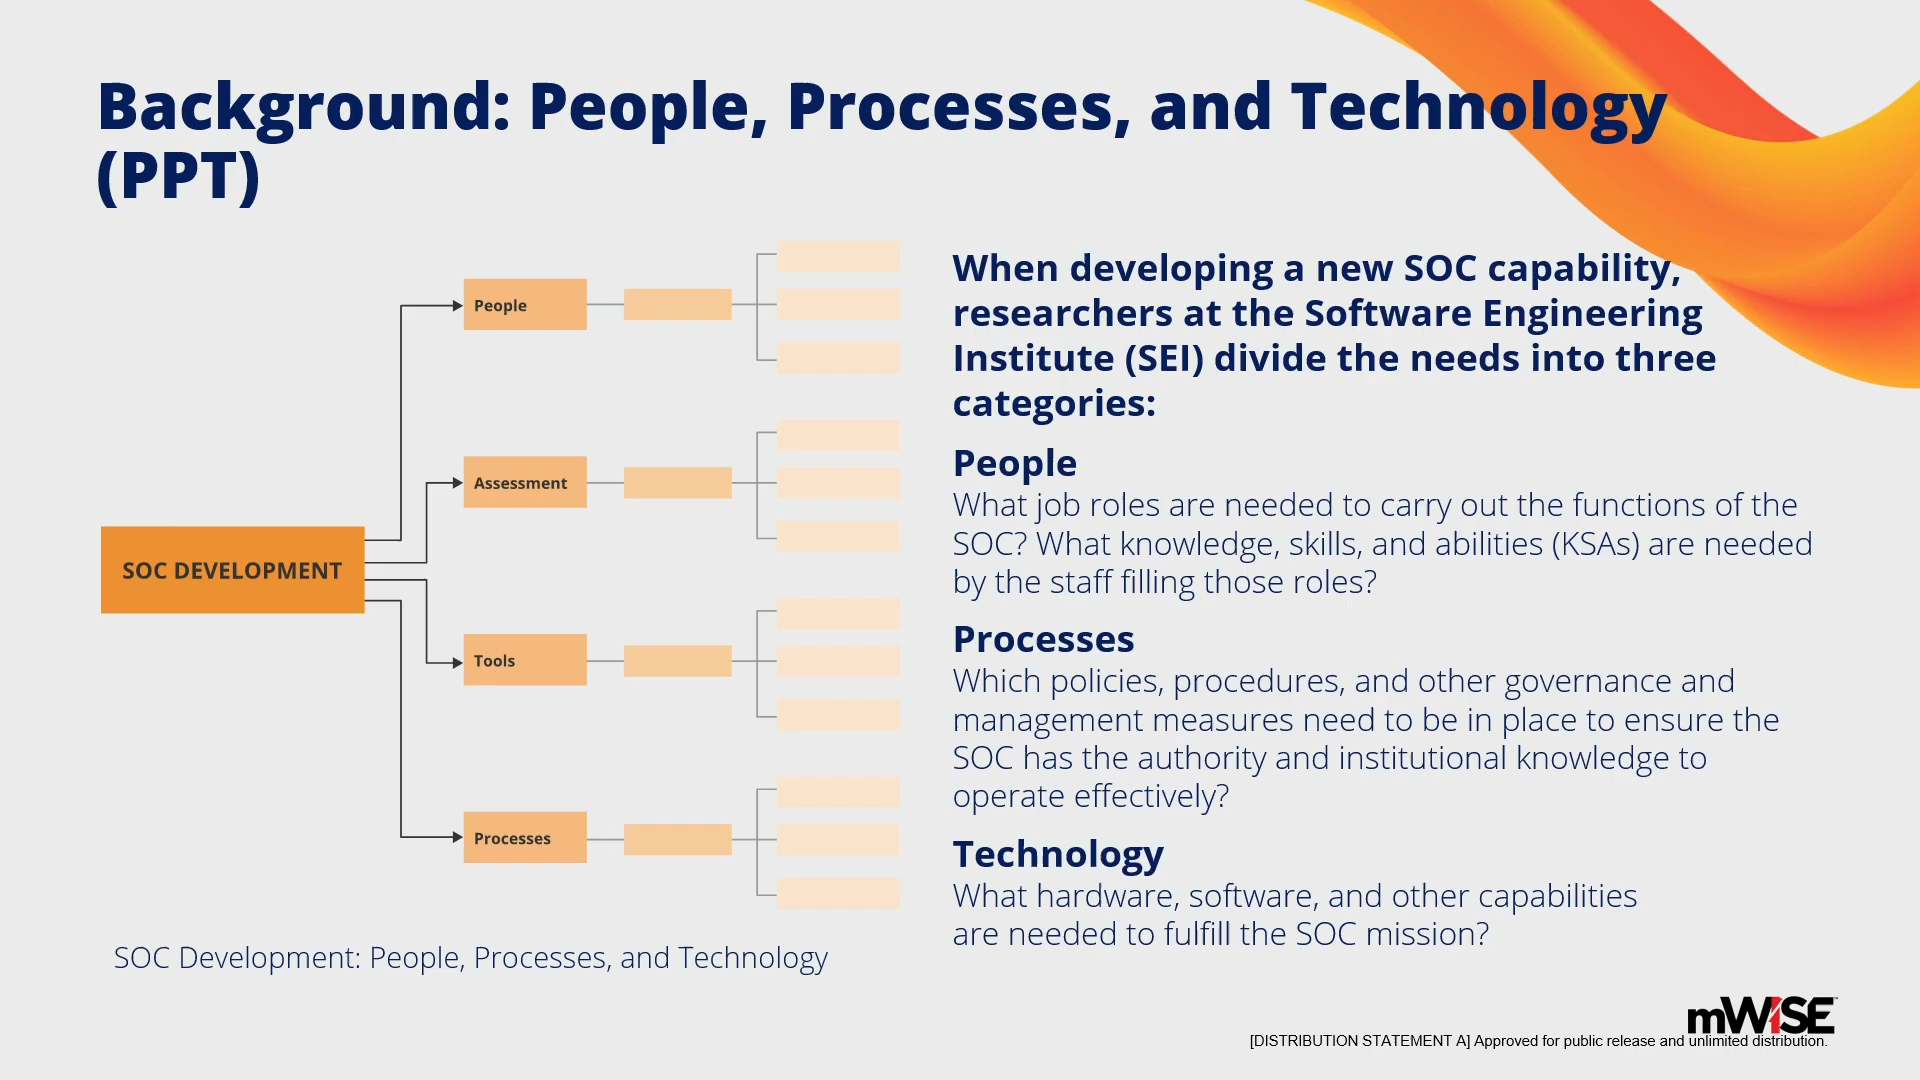 Background: People, Processes, and Technology
(PPT)
People
Assessment
SOC DEVELOPMENT
Tools
Processes
SOC Development: People, Processes, and Technology
When developing a new SOC capability,
researchers at the Software Engineering
Institute (SEI) divide the needs into three
categories:
People
What job roles are needed to carry out the functions of the
SOC? What knowledge, skills, and abilities (KSAs) are needed
by the staff filling those roles?
Processes
Which policies, procedures, and other governance and
management measures need to be in place to ensure the
SOC has the authority and institutional knowledge to
operate effectively?
Technology
What hardware, software, and other capabilities
are needed to fulfill the SOC mission?
mWISE™
[DISTRIBUTION STATEMENT A] Approved for public release and unlimited distribution.